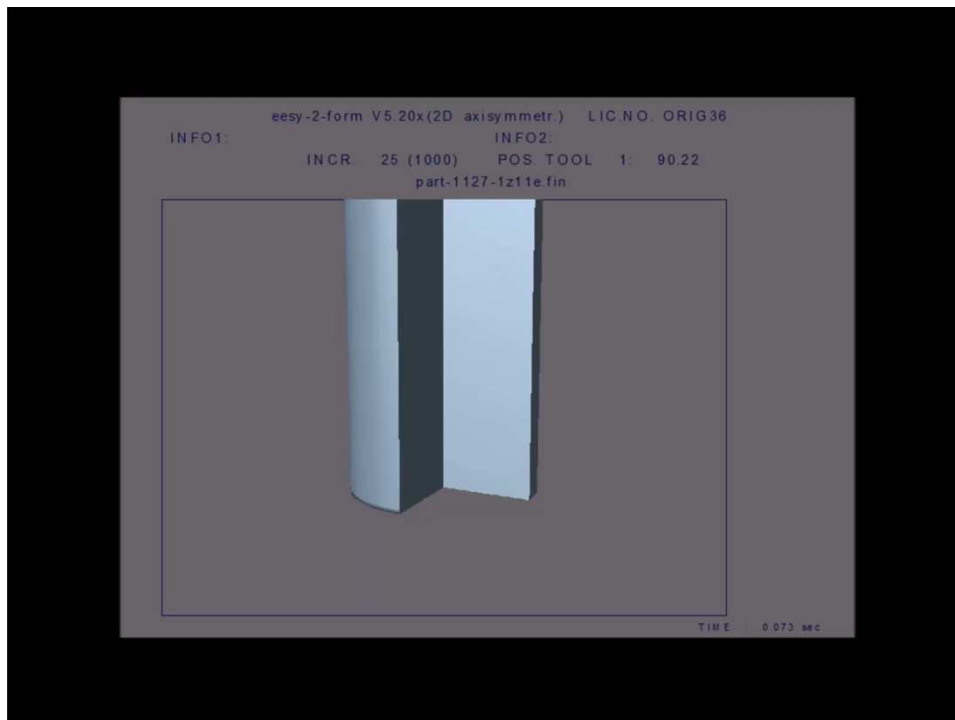 eesy-2-form V5.20x(2D axisymmetr.) LIC.NO. ORIG36
INFO1: INFO2:
INCR. 25 (1000) POS. TOOL 1: 90.22
part-1127-1z11e.fin
TIME : 0.073 sec